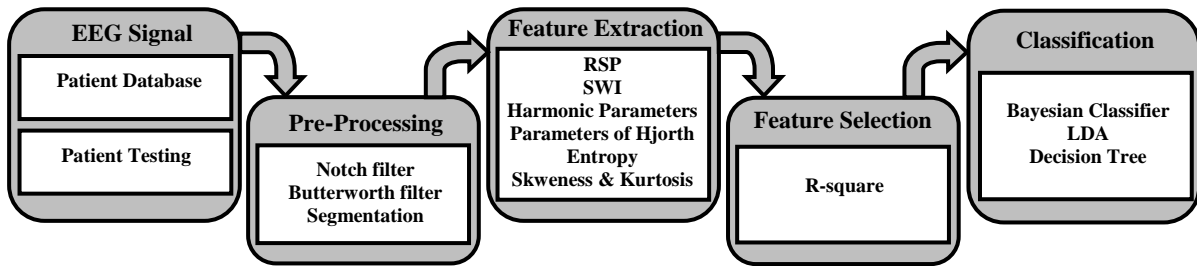 EEG Signal
Patient Database
Patient Testing
Pre-Processing
Notch filter
Butterworth filter
Segmentation
Feature Extraction
RSP
SWI
Harmonic Parameters
Parameters of Hjorth
Entropy
Skweness & Kurtosis
Feature Selection
R-square
Classification
Bayesian Classifier
LDA
Decision Tree